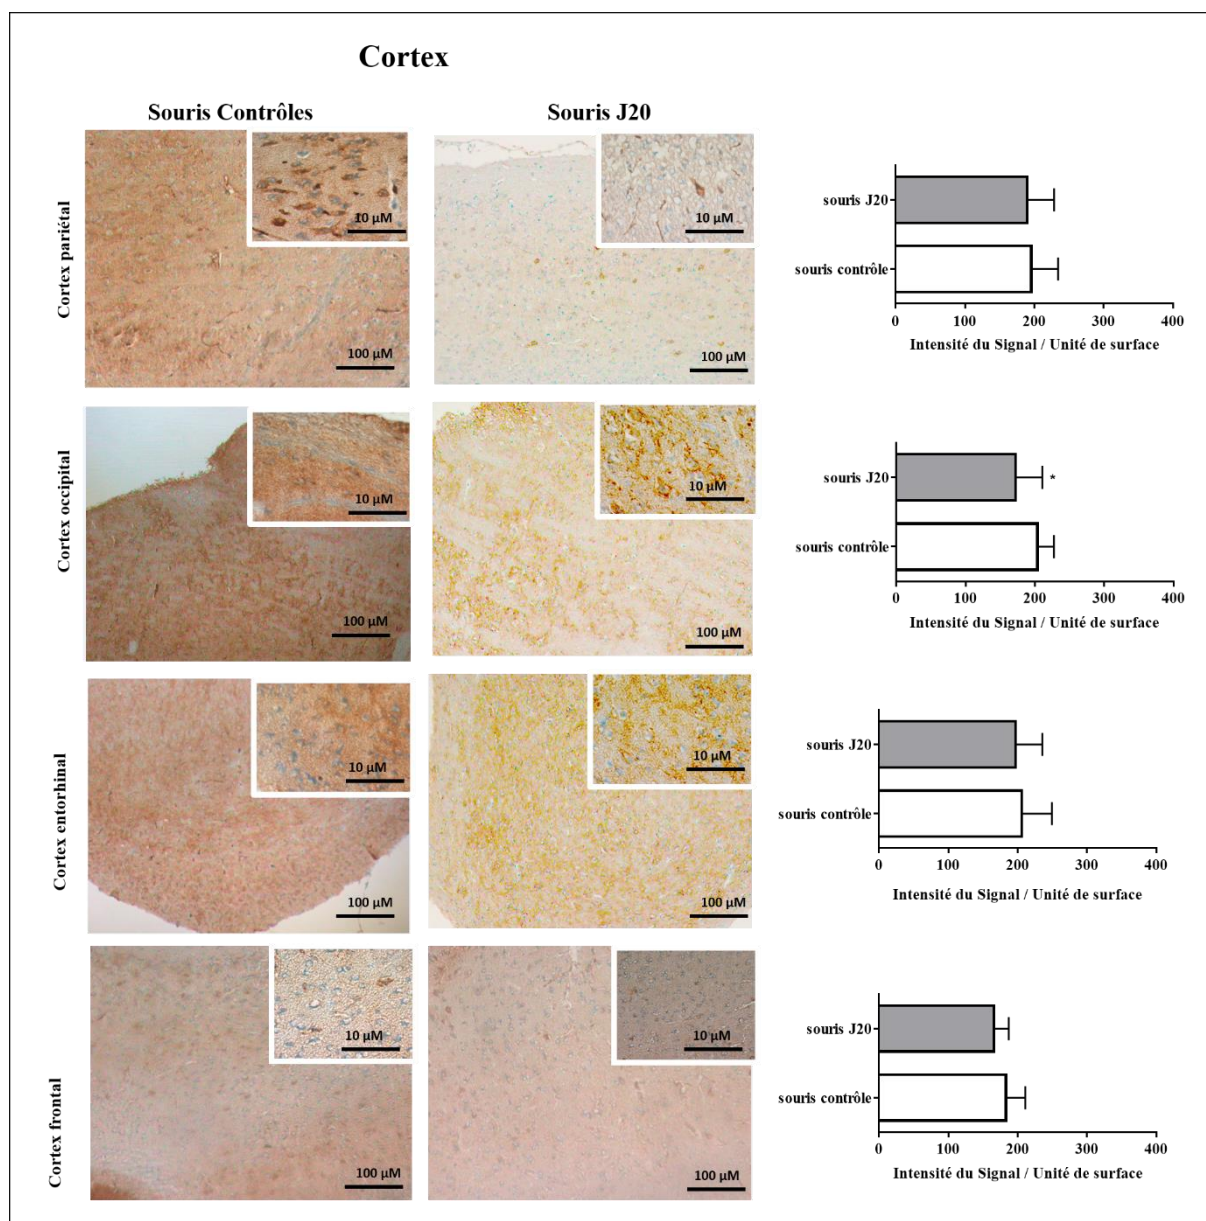 Cortex
Souris Contrôles
Souris J20
Cortex pariétal
10 µM
100 µM
10 µM
100 µM
souris J20
souris contrôle
0 100 200 300 400
Intensité du Signal / Unité de surface
Cortex occipital
10 µM
100 µM
10 µM
100 µM
souris J20
*
souris contrôle
0 100 200 300 400
Intensité du Signal / Unité de surface
Cortex entorhinal
10 µM
100 µM
10 µM
100 µM
souris J20
souris contrôle
0 100 200 300 400
Intensité du Signal / Unité de surface
Cortex frontal
10 µM
100 µM
10 µM
100 µM
souris J20
souris contrôle
0 100 200 300 400
Intensité du Signal / Unité de surface